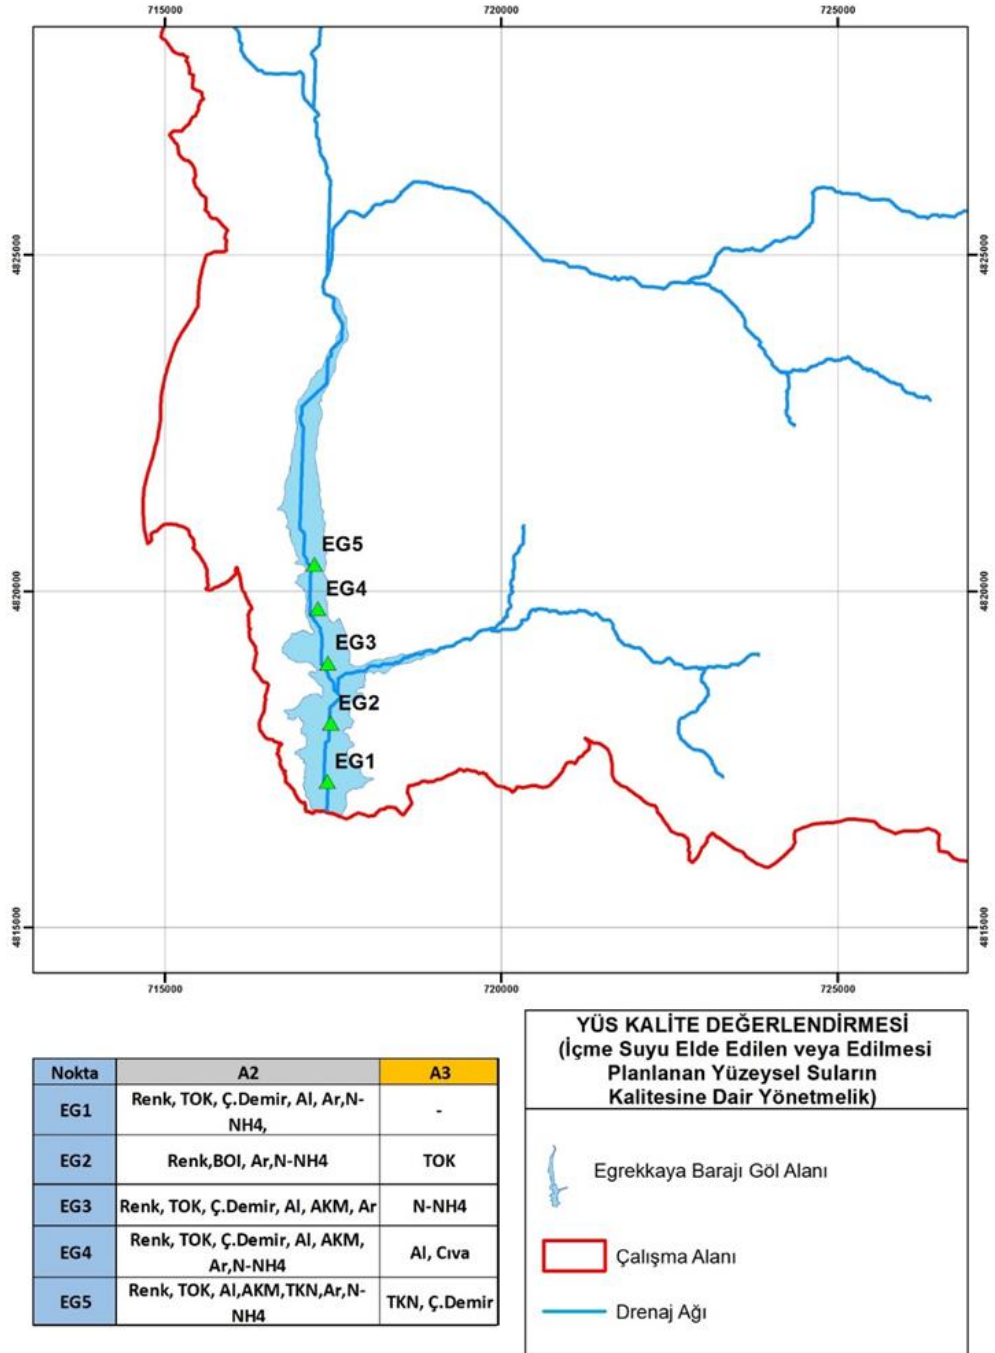 715000
720000
725000
4825000
4825000
EG5
EG4
4820000
4820000
EG3
EG2
EG1
4815000
4815000
715000
720000
725000
YÜS KALİTE DEĞERLENDİRMESİ
(İçme Suyu Elde Edilen veya Edilmesi
Planlanan Yüzeysel Suların
Kalitesine Dair Yönetmelik)
Egrekkaya Barajı Göl Alanı
Çalışma Alanı
Drenaj Ağı
Nokta A2 A3
EG1 Renk, TOK, Ç.Demir, Al, Ar,N-
NH4, -
EG2 Renk,BOI, Ar,N-NH4 TOK
EG3 Renk, TOK, Ç.Demir, Al, AKM, Ar N-NH4
EG4 Renk, TOK, Ç.Demir, Al, AKM,
Ar,N-NH4 Al, Cıva
EG5 Renk, TOK, Al,AKM,TKN,Ar,N-
NH4 TKN, Ç.Demir